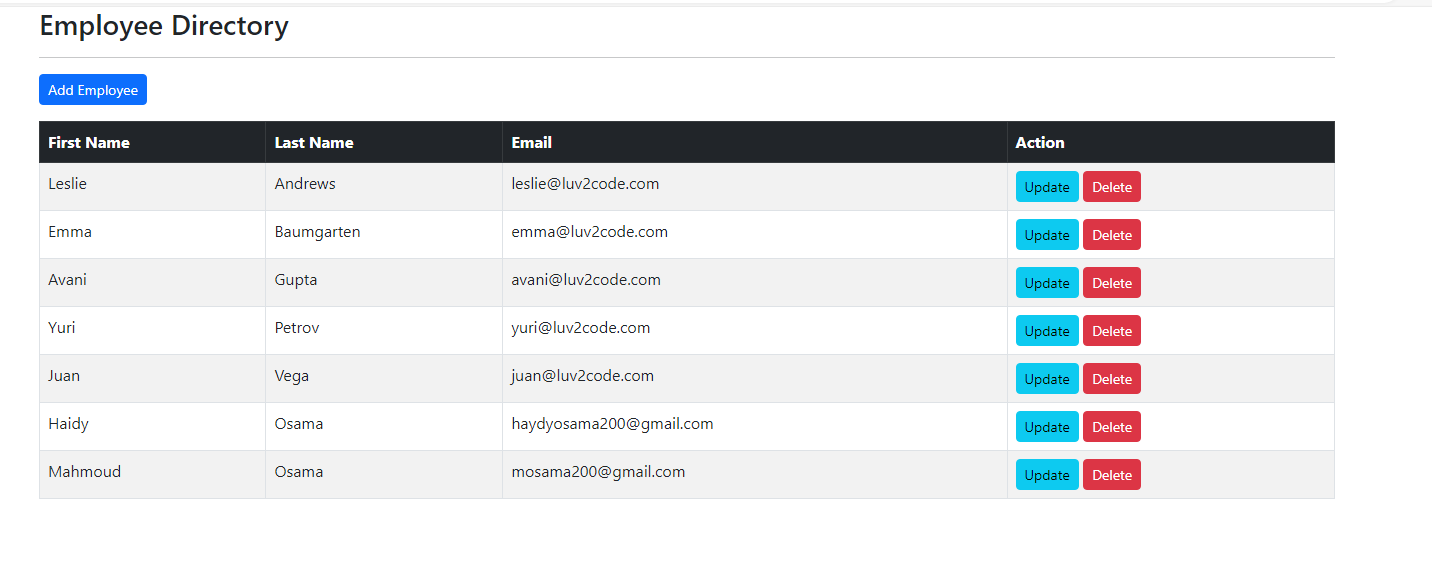 Employee Directory
Add Employee
First Name Last Name Email Action
Leslie Andrews leslie@luv2code.com Update Delete
Emma Baumgarten emma@luv2code.com Update Delete
Avani Gupta avani@luv2code.com Update Delete
Yuri Petrov yuri@luv2code.com Update Delete
Juan Vega juan@luv2code.com Update Delete
Haidy Osama haydyosama200@gmail.com Update Delete
Mahmoud Osama mosama200@gmail.com Update Delete